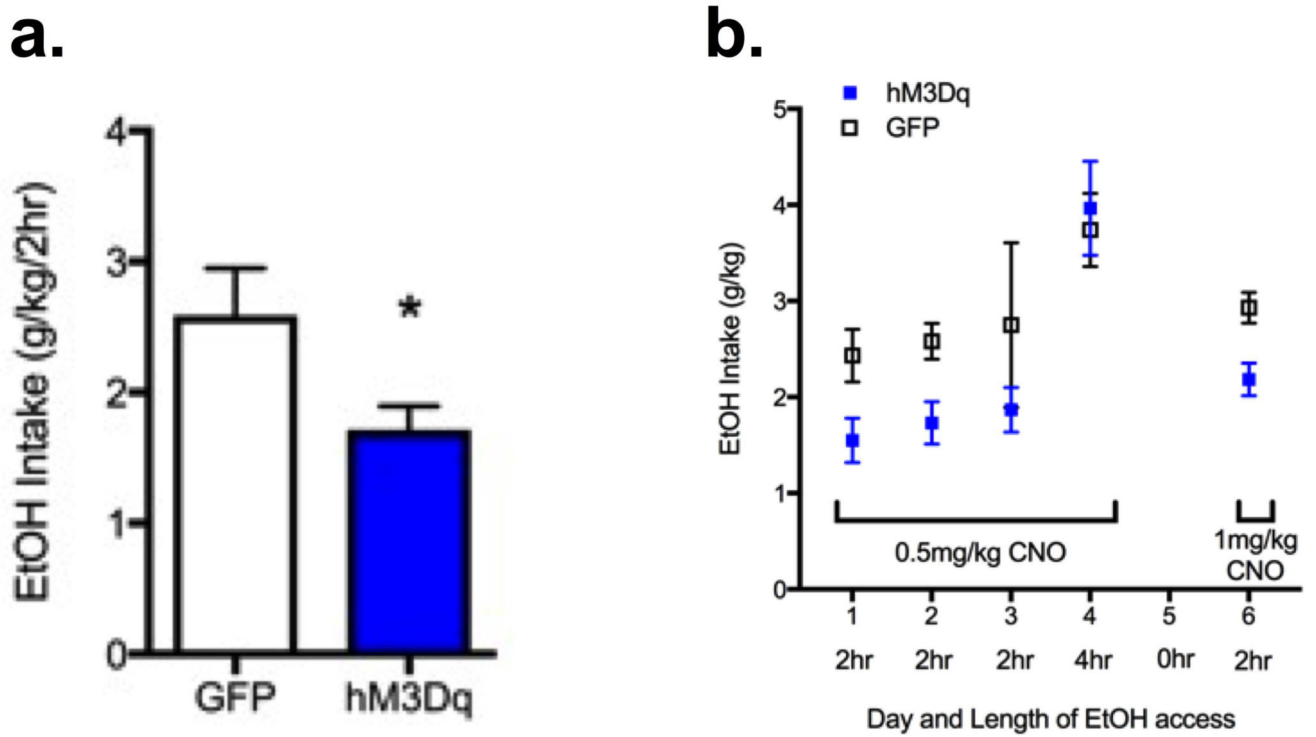 a.
EtOH Intake (g/kg/2hr)
4
3
2
1
0
*
GFP
hM3Dq
b.
hM3Dq
GFP
EtOH Intake (g/kg)
5
4
3
2
1
0
0.5mg/kg CNO
1mg/kg
CNO
1 2 3 4 5 6
2hr 2hr 2hr 4hr 0hr 2hr
Day and Length of EtOH access